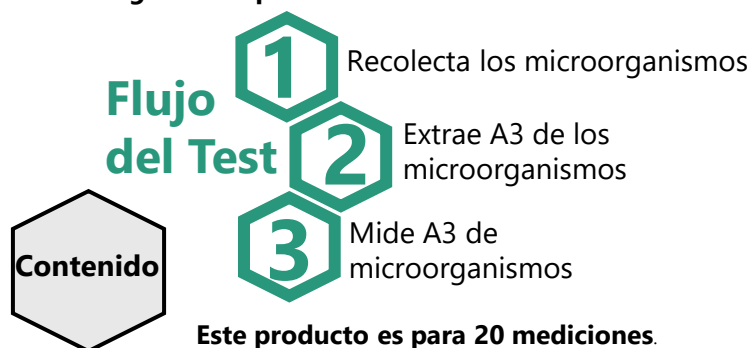 Flujo
del Test
1
Recolecta los microorganismos
2
Extrae A3 de los
microorganismos
3
Mide A3 de
microorganismos
Contenido
Este producto es para 20 mediciones.